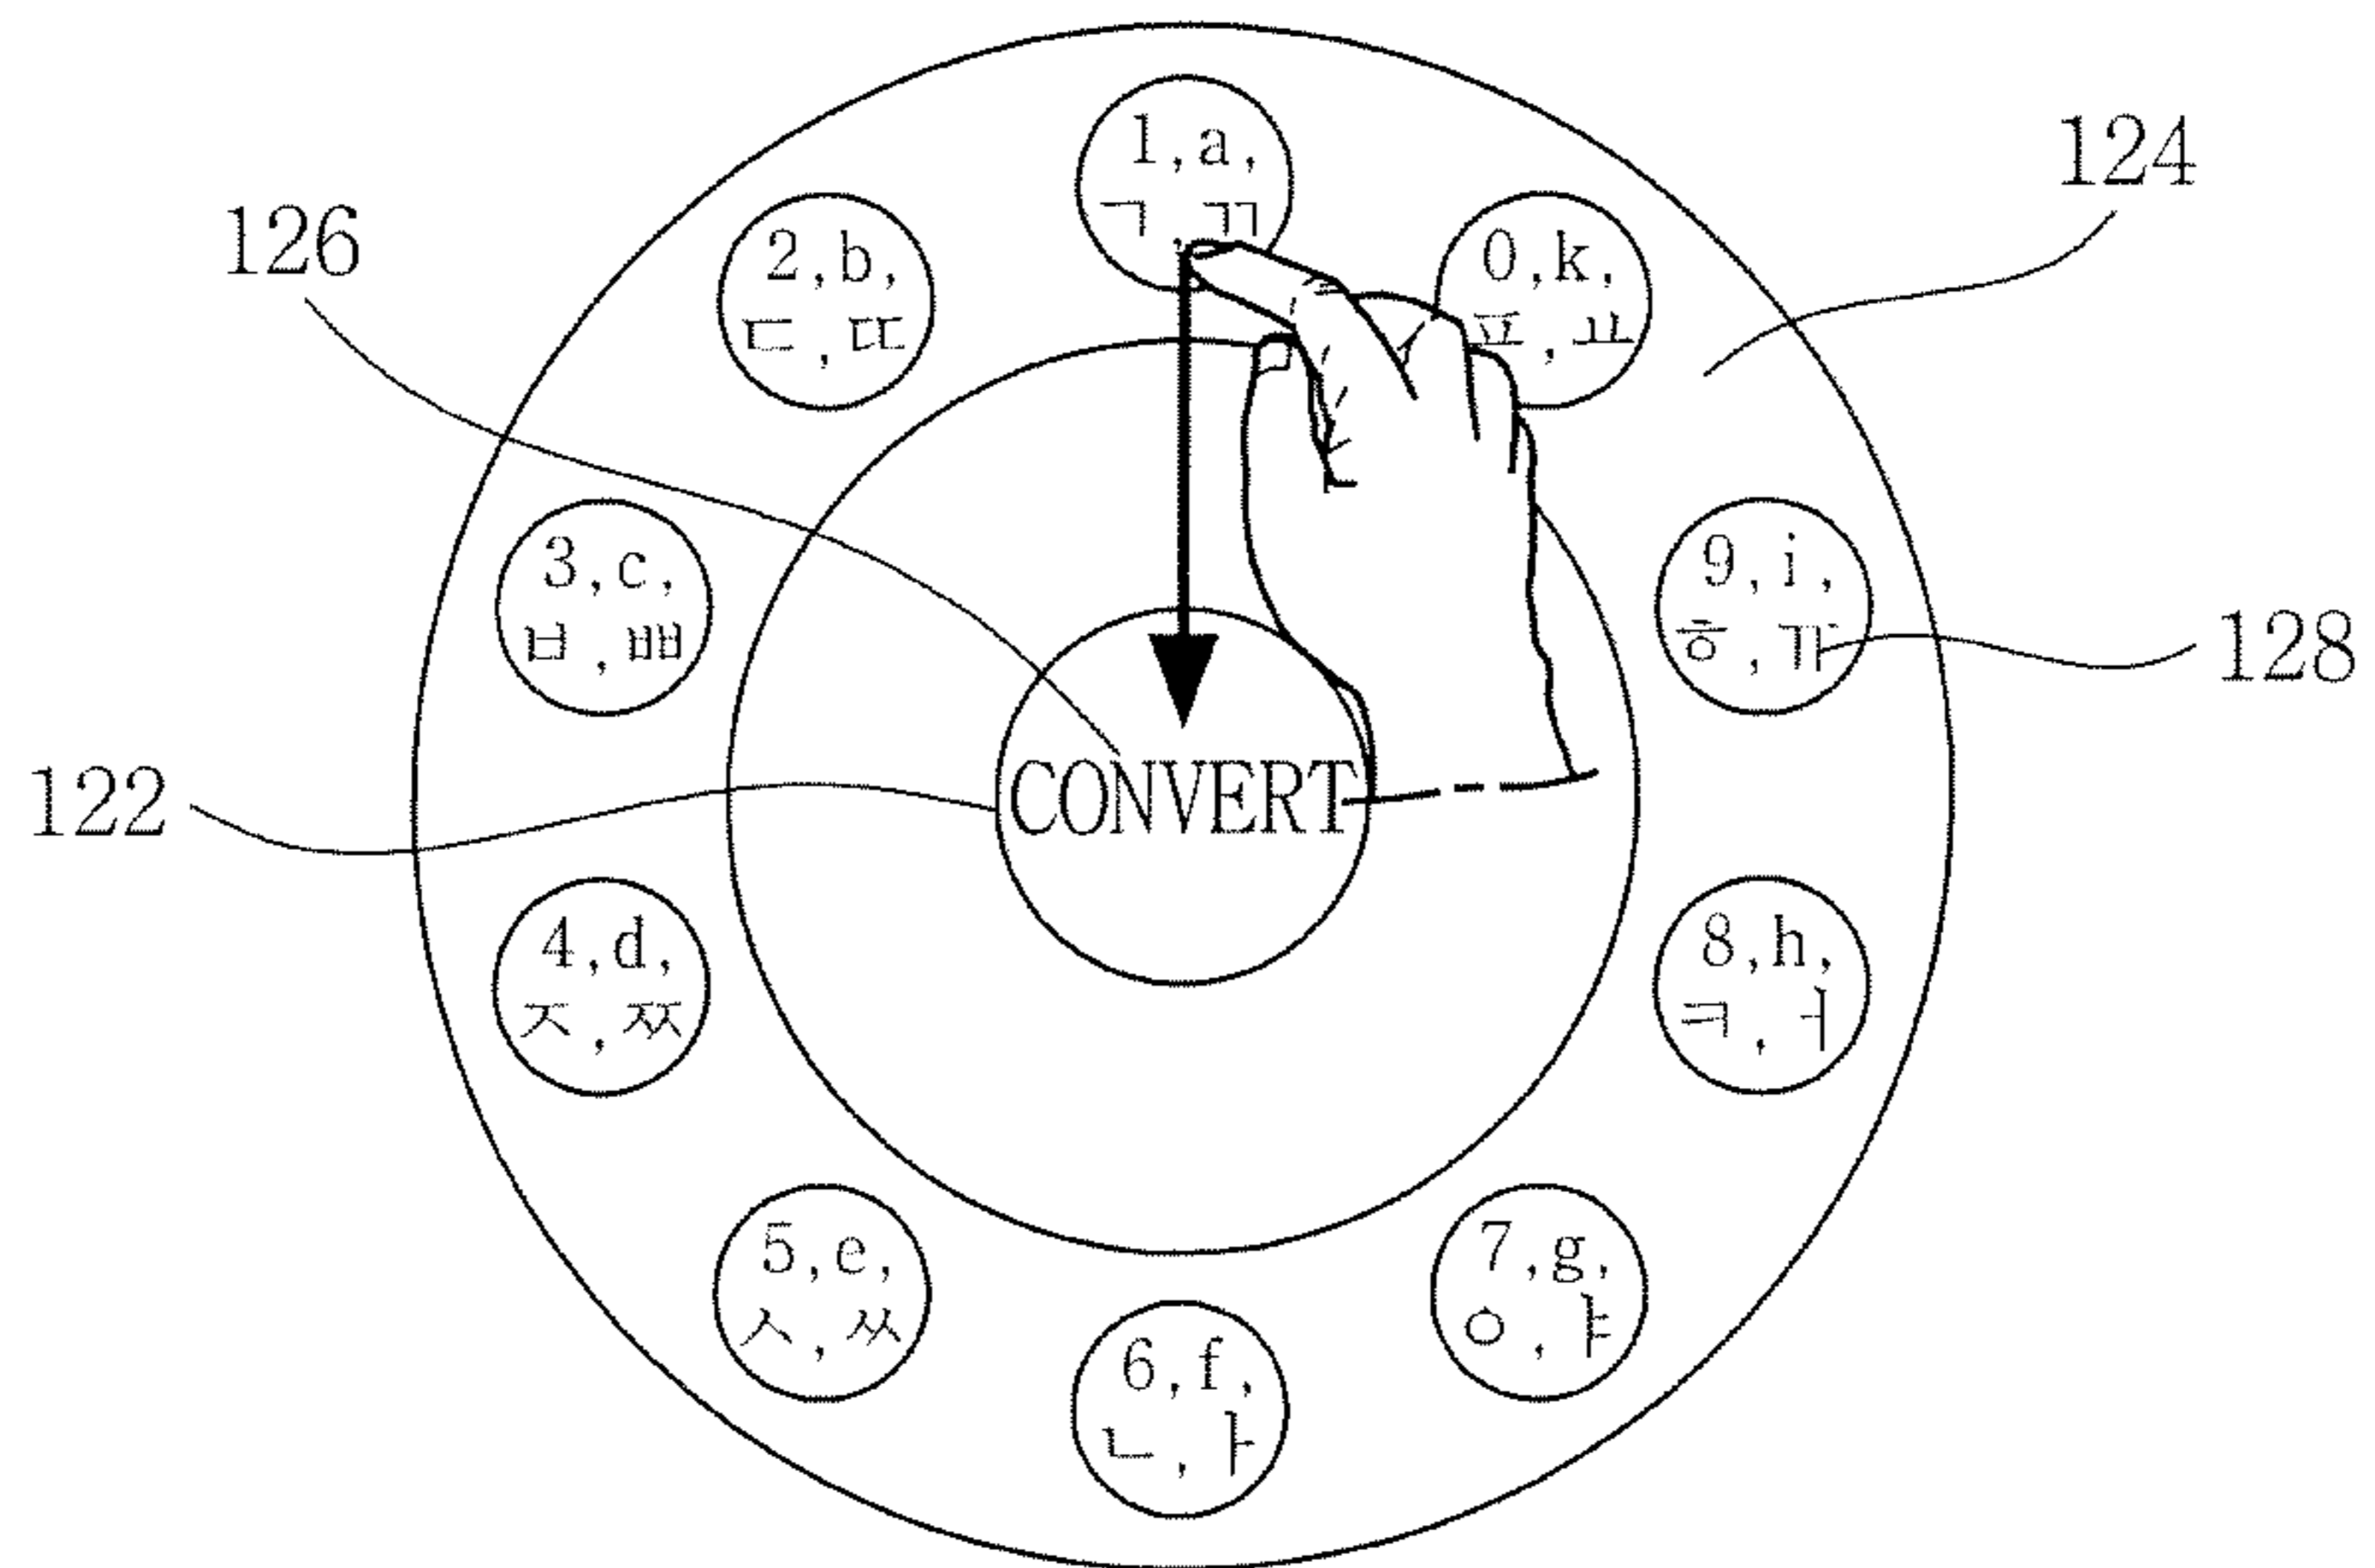 1,a,
ㄱ,ㄲ
124
126
2,b,
ㄷ,ㄸ
0,k,
ㅍ,ㅛ
3,c,
ㅂ,ㅃ
9,i,
ㅎ,
128
122
CONVERT
4,d,
ㅈ,ㅉ
8,h,
ㅋ,ㅓ
5,e,
ㅅ,ㅆ
7,g,
ㅇ,ㅑ
6,f,
ㄴ,ㅏ